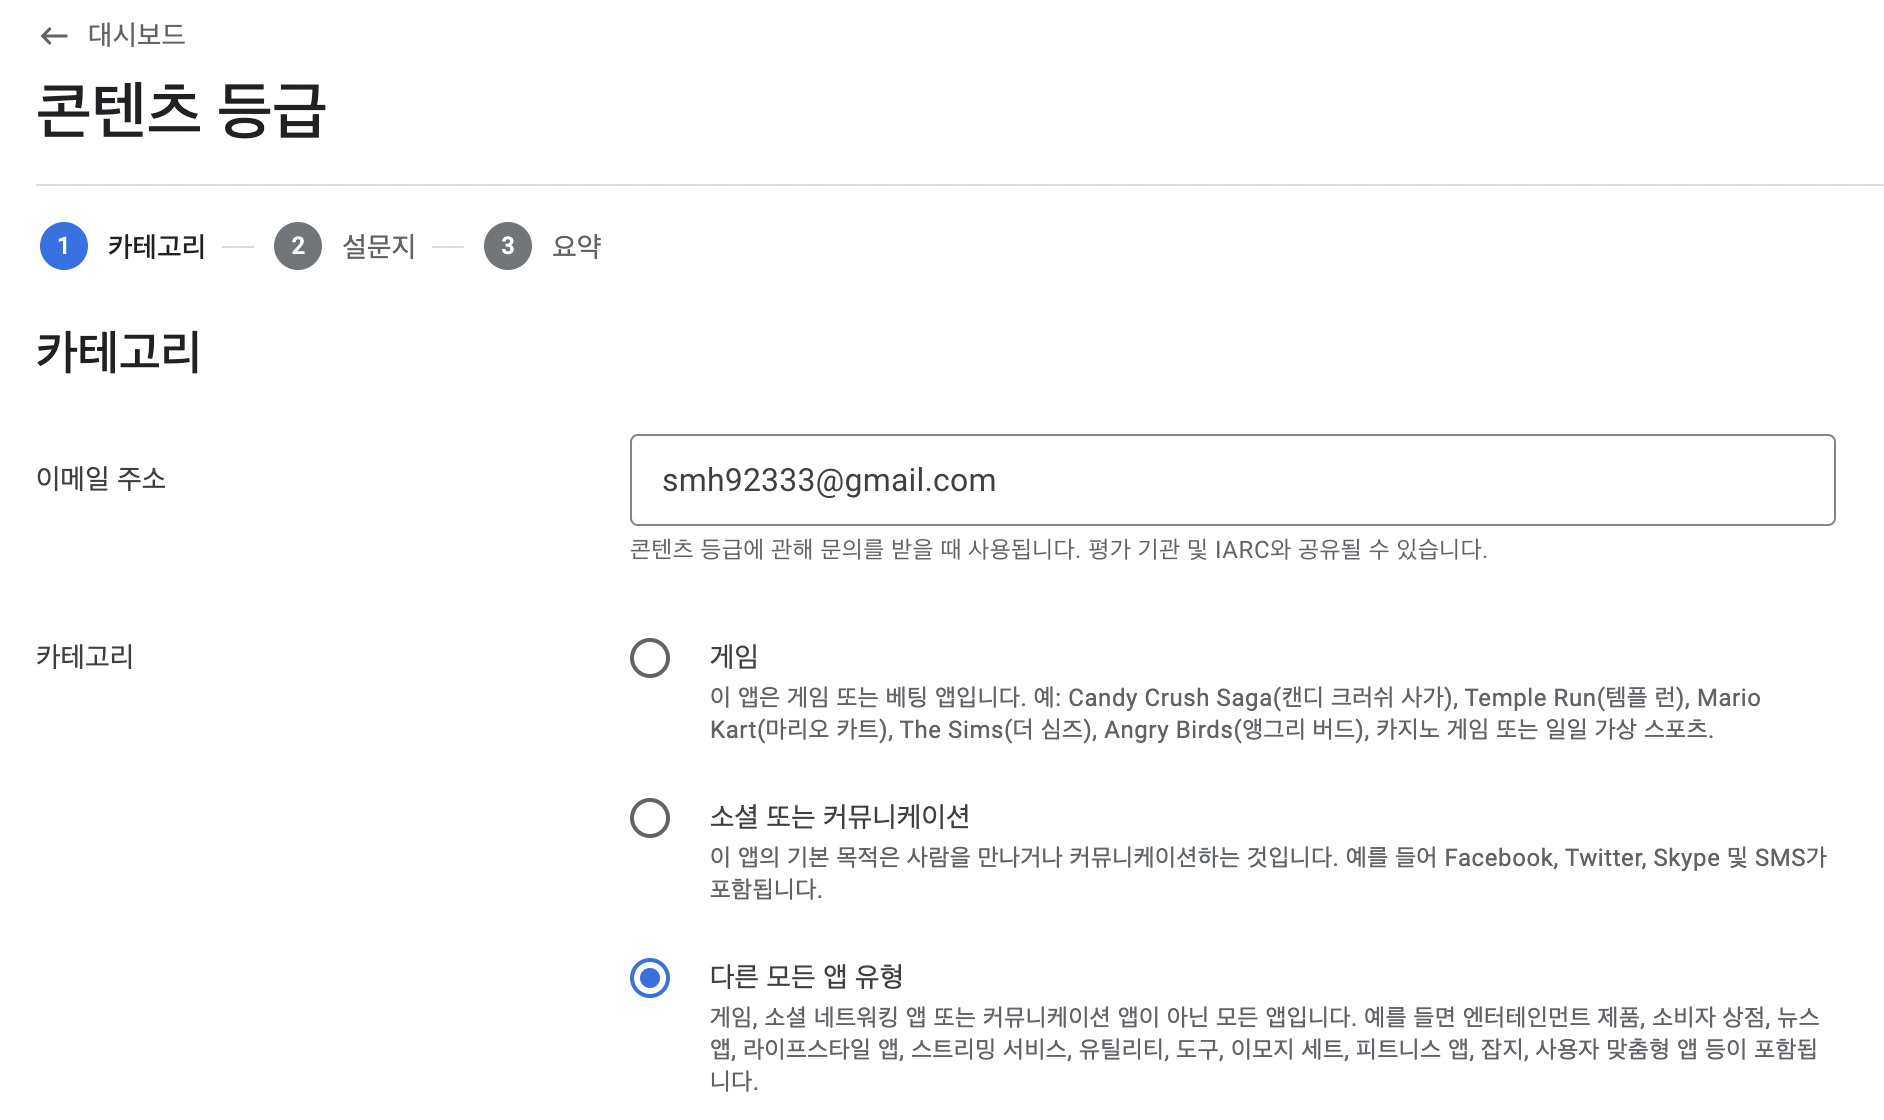 ← 대시보드
콘텐츠 등급
1 카테고리 2 설문지 3 요약
카테고리
이메일 주소
smh92333@gmail.com
콘텐츠 등급에 관해 문의를 받을 때 사용됩니다. 평가 기관 및 IARC와 공유될 수 있습니다.
카테고리
게임
이 앱은 게임 또는 베팅 앱입니다. 예: Candy Crush Saga(캔디 크러쉬 사가), Temple Run(템플 런), Mario
Kart(마리오 카트), The Sims(더 심즈), Angry Birds(앵그리 버드), 카지노 게임 또는 일일 가상 스포츠.
소셜 또는 커뮤니케이션
이 앱의 기본 목적은 사람을 만나거나 커뮤니케이션하는 것입니다. 예를 들어 Facebook, Twitter, Skype 및 SMS가
포함됩니다.
다른 모든 앱 유형
게임, 소셜 네트워킹 앱 또는 커뮤니케이션 앱이 아닌 모든 앱입니다. 예를 들면 엔터테인먼트 제품, 소비자 상점, 뉴스
앱, 라이프스타일 앱, 스트리밍 서비스, 유틸리티, 도구, 이모지 세트, 피트니스 앱, 잡지, 사용자 맞춤형 앱 등이 포함됩
니다.